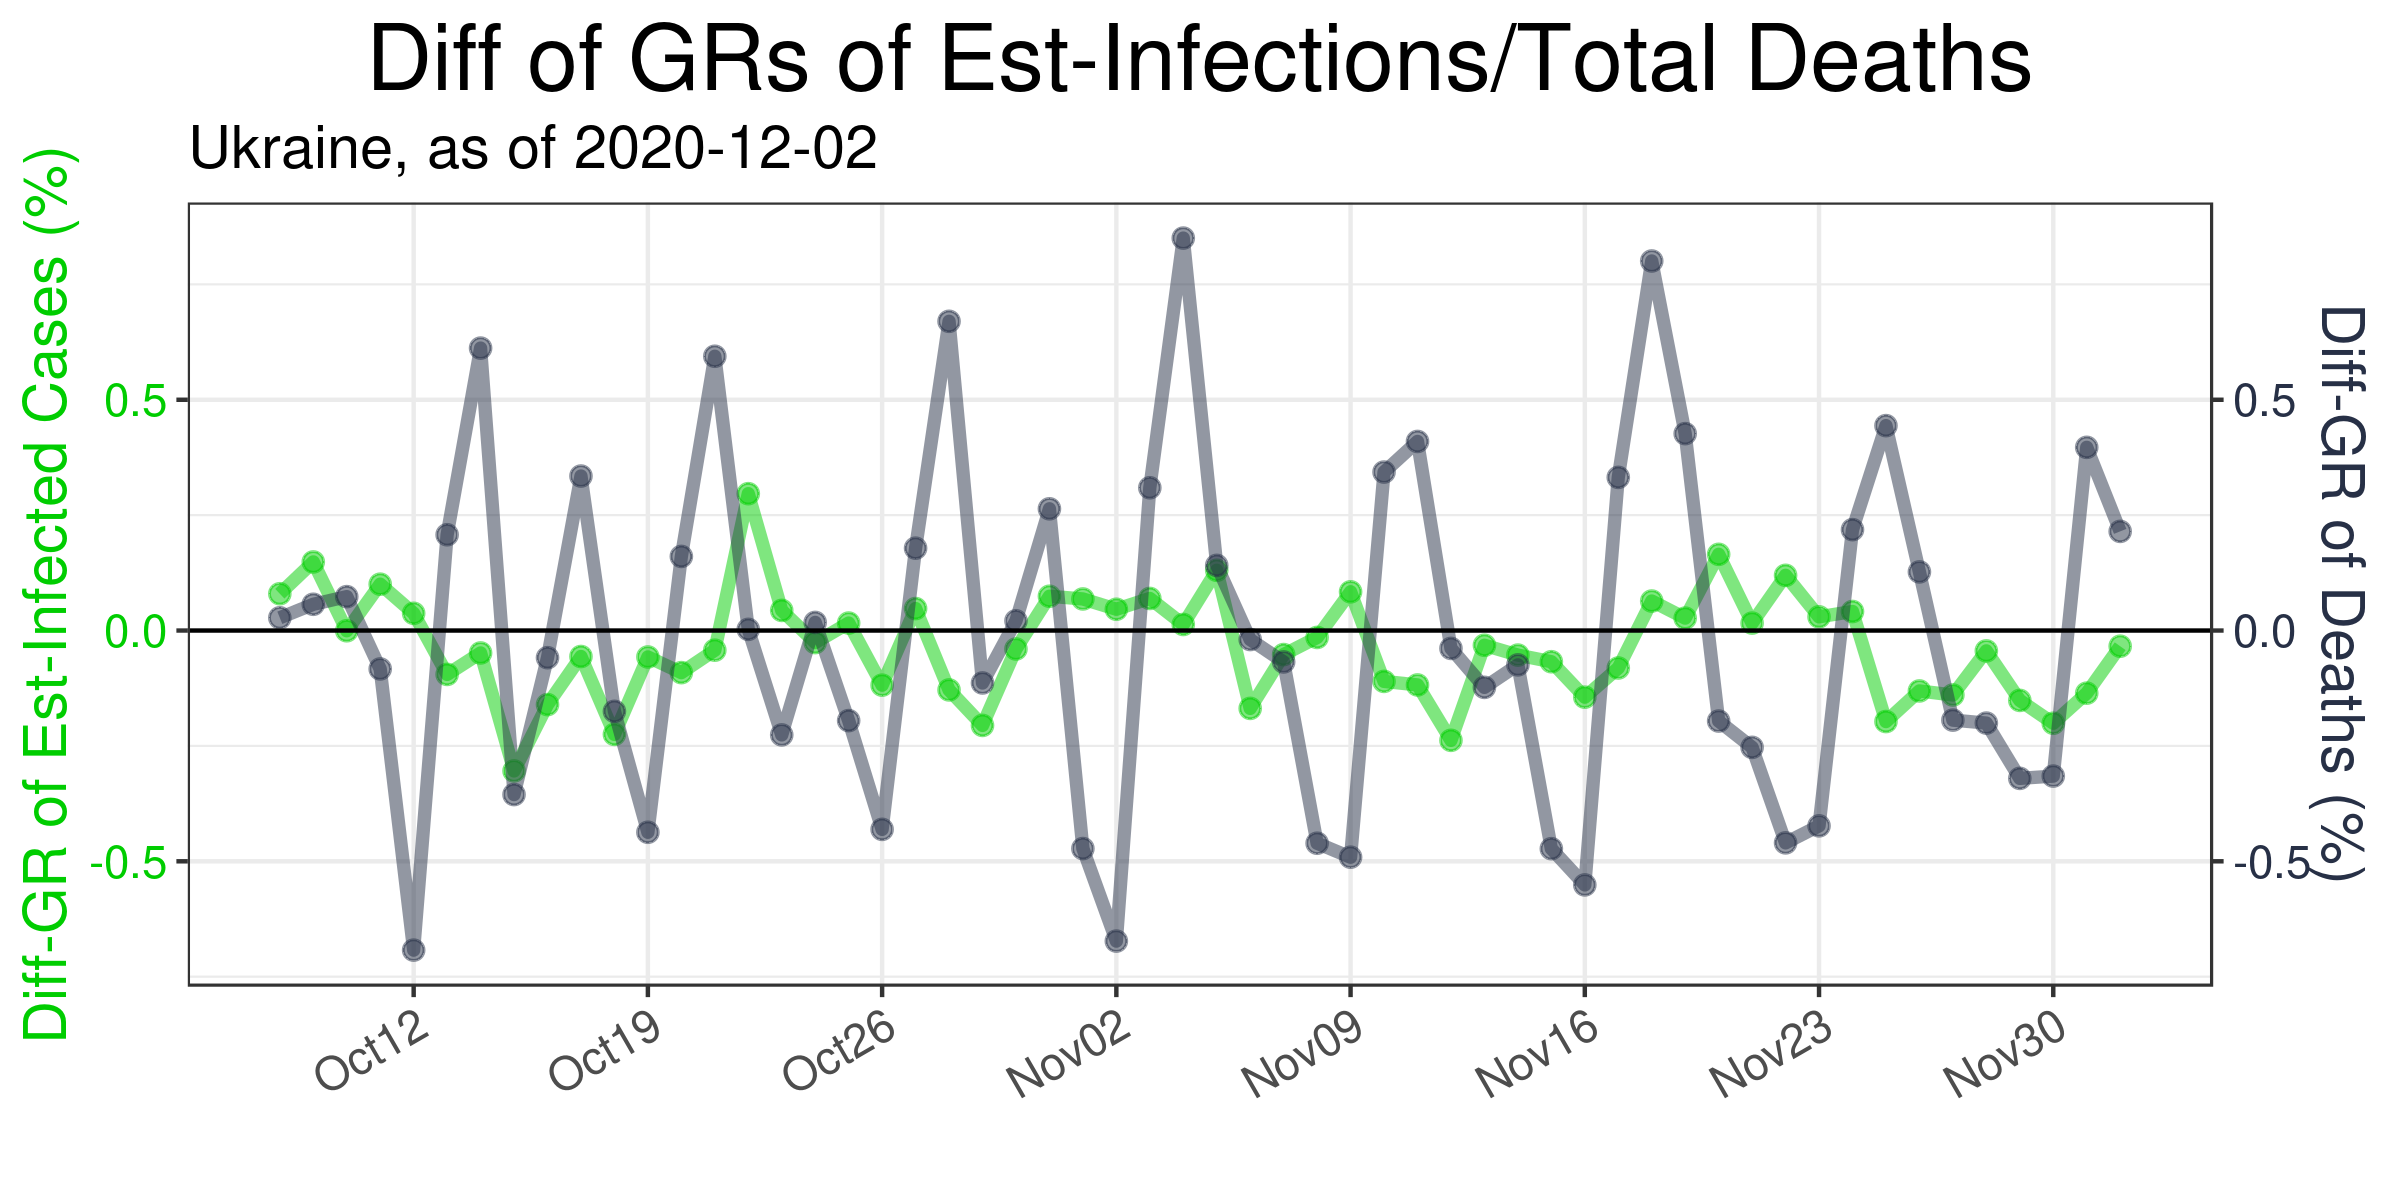 Diff of GRs of Est-Infections/Total Deaths
Ukraine, as of 2020-12-02
Diff-GR of Est-Infected Cases (%)
0.5
0.0
-0.5
0.5
0.0
-0.5
Diff-GR of Deaths (%)
Oct12
Oct19
Oct26
Nov02
Nov09
Nov16
Nov23
Nov30